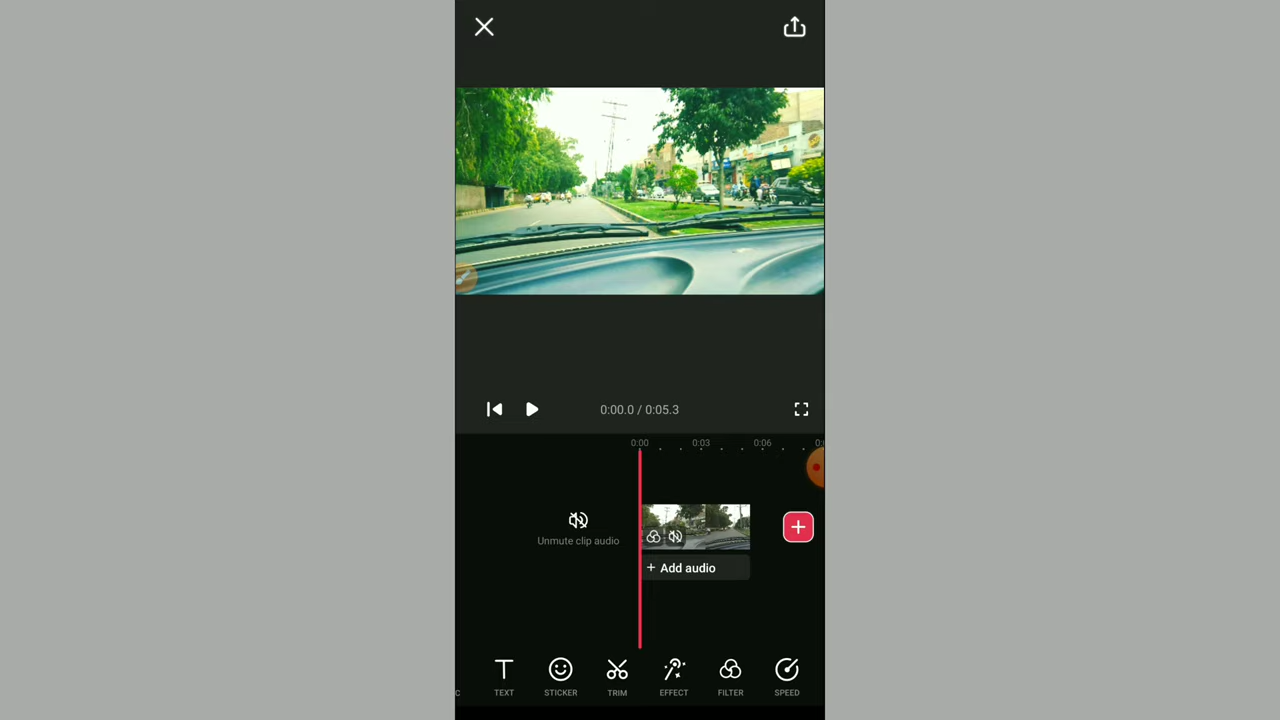 0:00.0 / 0:05.3
0:00 0:03 0:06 0:
Unmute clip audio
+ Add audio
C TEXT STICKER TRIM EFFECT FILTER SPEED